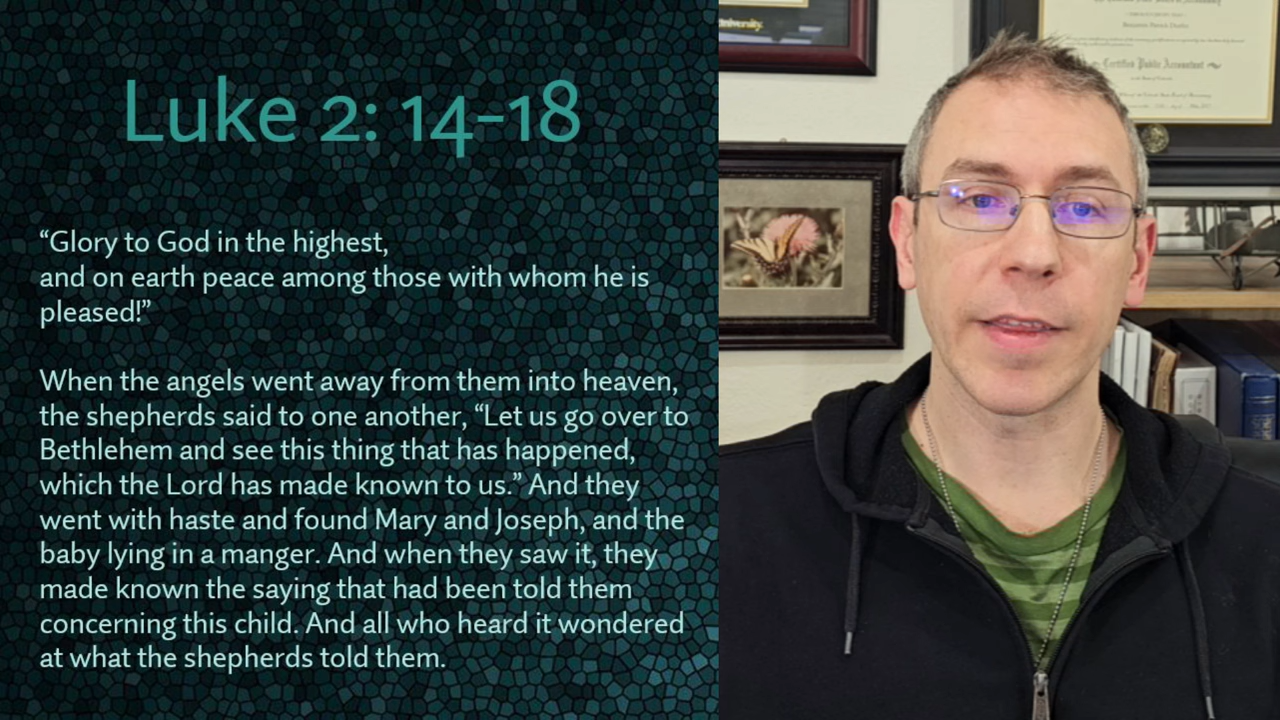 Luke 2: 14-18
“Glory to God in the highest,
and on earth peace among those with whom he is
pleased!”
When the angels went away from them into heaven,
the shepherds said to one another, “Let us go over to
Bethlehem and see this thing that has happened,
which the Lord has made known to us.” And they
went with haste and found Mary and Joseph, and the
baby lying in a manger. And when they saw it, they
made known the saying that had been told them
concerning this child. And all who heard it wondered
at what the shepherds told them.
University.
Certified Public Accountant